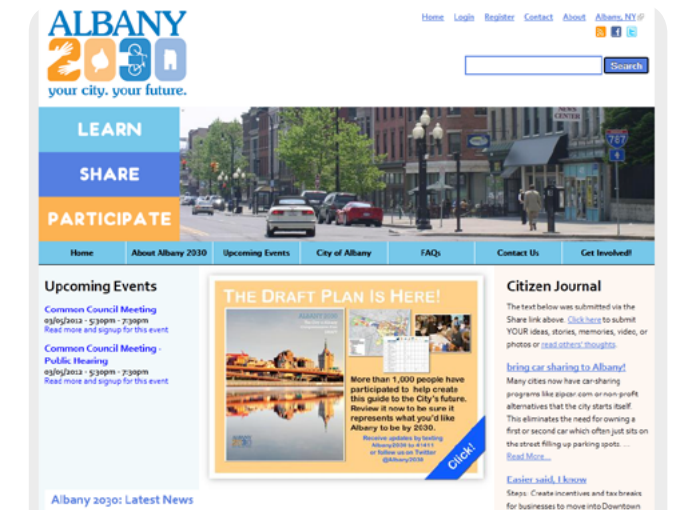 ALBANY
2030
your city. your future.
Home Login Register Contact About Albany, NY
Search
LEARN
SHARE
PARTICIPATE
NEWS
CENTER
787
4
Home About Albany 2030 Upcoming Events City of Albany FAQs Contact Us Get Involved!
Upcoming Events
Common Council Meeting
03/05/2012 - 5:30pm - 7:30pm
Read more and signup for this event
Common Council Meeting -
Public Hearing
03/05/2012 - 5:30pm - 7:30pm
Read more and signup for this event
Albany 2030: Latest News
THE DRAFT PLAN IS HERE!
ALBANY 2030
More than 1,000 people have
participated to help create
this guide to the City's future.
Review it now to be sure it
represents what you'd like
Albany to be by 2030.
Receive updates by texting
Albany2030 to 41411
or follow us on Twitter
@Albany2030
Click!
ALBANY
2030
Citizen Journal
The text below was submitted via the
Share link above. Click here to submit
YOUR ideas, stories, memories, video, or
photos or read others' thoughts.
bring car sharing to Albany!
Many cities now have car-sharing
programs like zipcar.com or non-profit
alternatives that the city starts itself.
This eliminates the need for owning a
first or second car which often just sits on
the street filling up parking spots. ...
Read More...
Easier said, I know
Steps: Create incentives and tax breaks
for businesses to move into Downtown